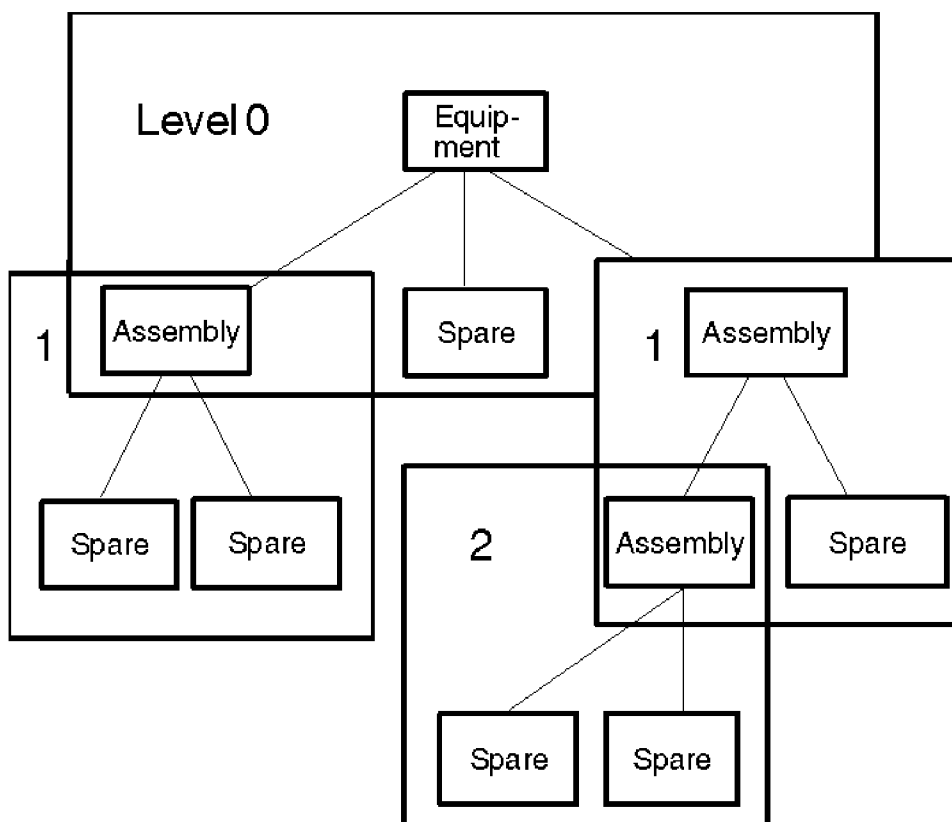 Level 0
Equip-
ment
1
Assembly
Spare
1
Assembly
Spare
Spare
2
Assembly
Spare
Spare
Spare